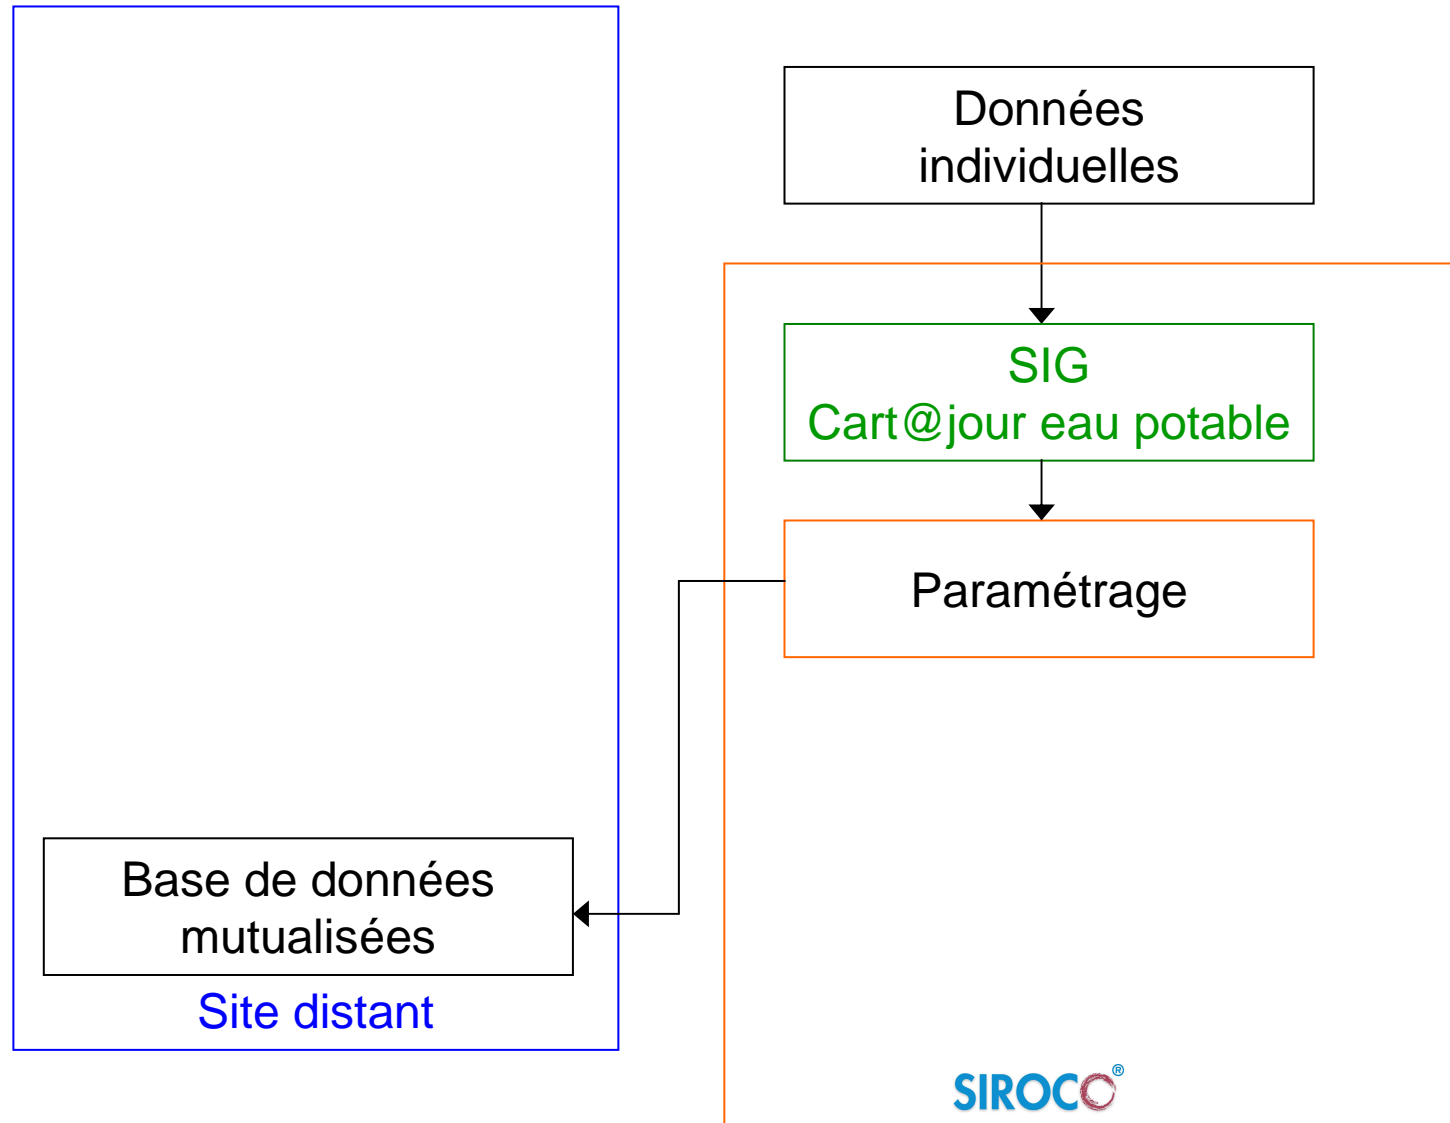 Données
individuelles
SIG
Cart@jour eau potable
Paramétrage
Base de données
mutualisées
Site distant
SIROCO®